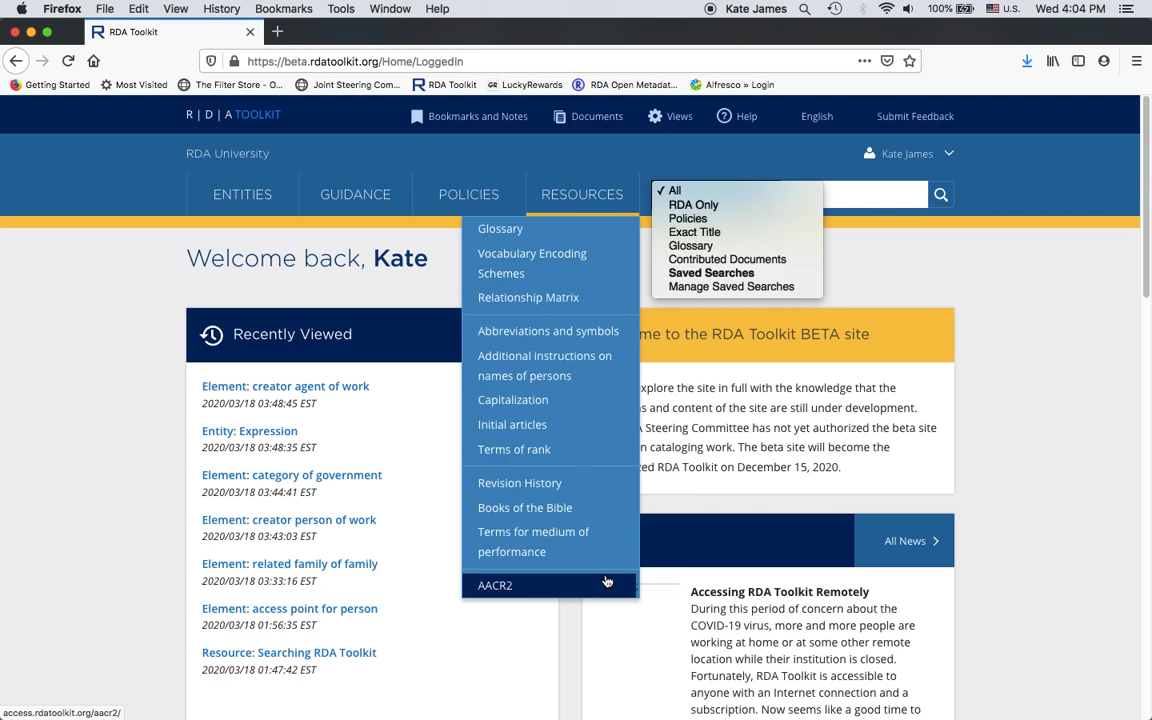 Firefox File Edit View History Bookmarks Tools Window Help Kate James 100% U.S. Wed 4:04 PM
RDA Toolkit
https://beta.rdatoolkit.org/Home/LoggedIn
Getting Started Most Visited The Filter Store - O... Joint Steering Com... RDA Toolkit LuckyRewards RDA Open Metadat... Alfresco » Login
R | D | A TOOLKIT Bookmarks and Notes Documents Views Help English Submit Feedback
RDA University Kate James
ENTITIES GUIDANCE POLICIES RESOURCES
✓ All
RDA Only
Policies
Exact Title
Glossary
Contributed Documents
Saved Searches
Manage Saved Searches
Glossary
Vocabulary Encoding
Schemes
Relationship Matrix
Abbreviations and symbols
Additional instructions on
names of persons
Capitalization
Initial articles
Terms of rank
Revision History
Books of the Bible
Terms for medium of
performance
AACR2
Welcome back, Kate
Recently Viewed
Element: creator agent of work
2020/03/18 03:48:45 EST
Entity: Expression
2020/03/18 03:48:35 EST
Element: category of government
2020/03/18 03:44:41 EST
Element: creator person of work
2020/03/18 03:43:03 EST
Element: related family of family
2020/03/18 03:33:16 EST
Element: access point for person
2020/03/18 01:56:35 EST
Resource: Searching RDA Toolkit
2020/03/18 01:47:42 EST
me to the RDA Toolkit BETA site
xplore the site in full with the knowledge that the
s and content of the site are still under development.
Steering Committee has not yet authorized the beta site
n cataloging work. The beta site will become the
ed RDA Toolkit on December 15, 2020.
All News
Accessing RDA Toolkit Remotely
During this period of concern about the
COVID-19 virus, more and more people are
working at home or at some other remote
location while their institution is closed.
Fortunately, RDA Toolkit is accessible to
anyone with an Internet connection and a
subscription. Now seems like a good time to
access.rdatoolkit.org/aacr2/